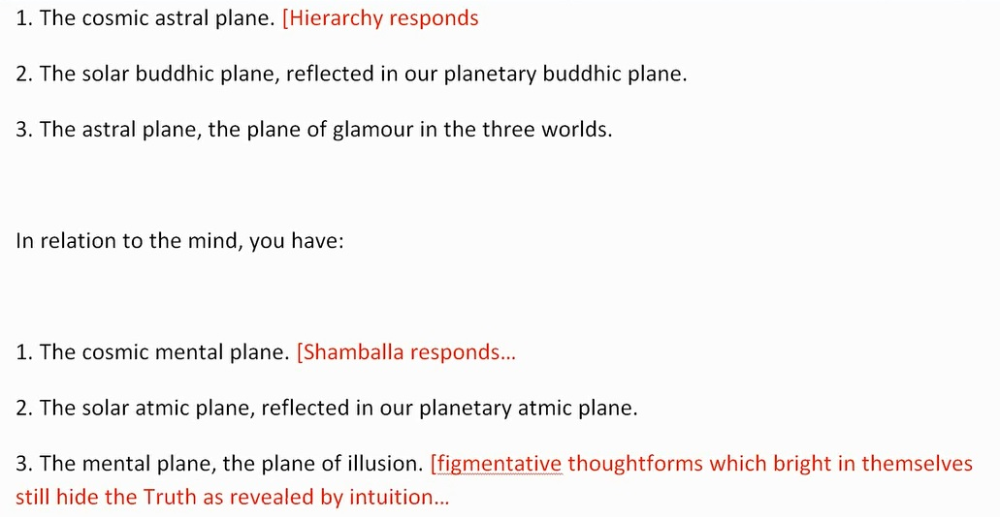 1. The cosmic astral plane. [Hierarchy responds
2. The solar buddhic plane, reflected in our planetary buddhic plane.
3. The astral plane, the plane of glamour in the three worlds.
In relation to the mind, you have:
1. The cosmic mental plane. [Shamballa responds...
2. The solar atmic plane, reflected in our planetary atmic plane.
3. The mental plane, the plane of illusion. [figmentative thoughtforms which bright in themselves
still hide the Truth as revealed by intuition...